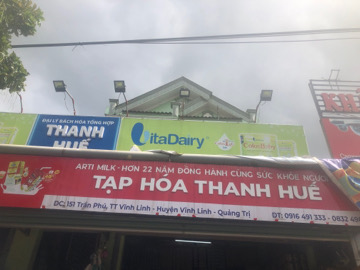 ĐẠI LÝ BÁCH HÓA TỔNG HỢP
THANH HUẾ
VitaDairy
ARTI MILK - HƠN 22 NĂM ĐỒNG HÀNH CÙNG SỨC KHỎE NGƯỜI
TẠP HÓA THANH HUẾ
ĐC, 151 Trần Phú, TT Vĩnh Linh - Huyện Vĩnh Linh - Quảng Trị
ĐT: 0916 491 333 - 0832 49